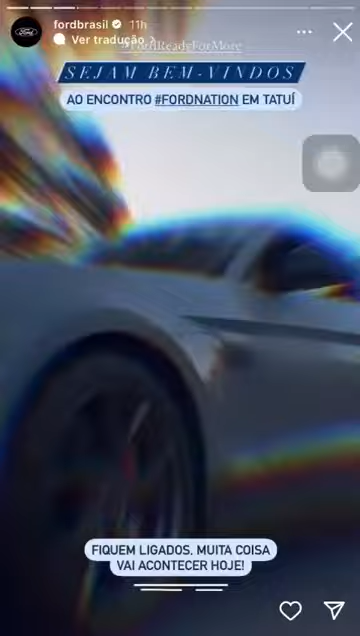 fordbrasil 11h
Ver tradução >
#FordReadyForMore
SEJAM BEM-VINDOS
AO ENCONTRO #FORDNATION EM TATUÍ
FIQUEM LIGADOS, MUITA COISA
VAI ACONTECER HOJE!